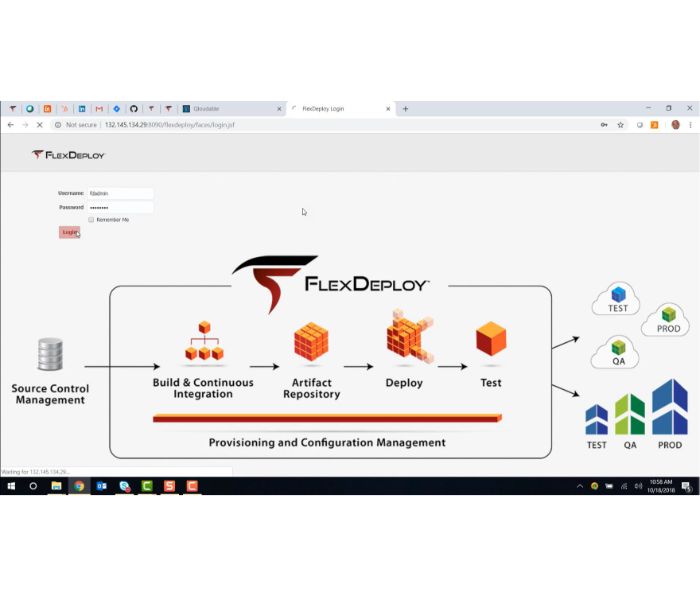 Qloudable
FlexDeploy Login
Not secure | 132.145.134.29:8090/flexdeploy/faces/login.jsf
FLEXDEPLOY
Username fdadmin
Password ••••••••
Remember Me
Login
FLEXDEPLOY™
TEST
PROD
QA
Source Control
Management
Build & Continuous
Integration
Artifact
Repository
Deploy
Test
Provisioning and Configuration Management
TEST QA PROD
Waiting for 132.145.134.29...
10:58 AM
10/18/2018